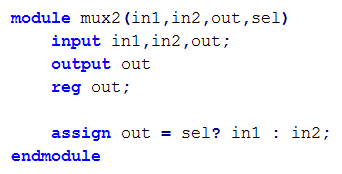 module mux2(in1,in2,out,sel)
    input in1,in2,out;
    output out
    reg out;
    assign out = sel? in1 : in2;
endmodule